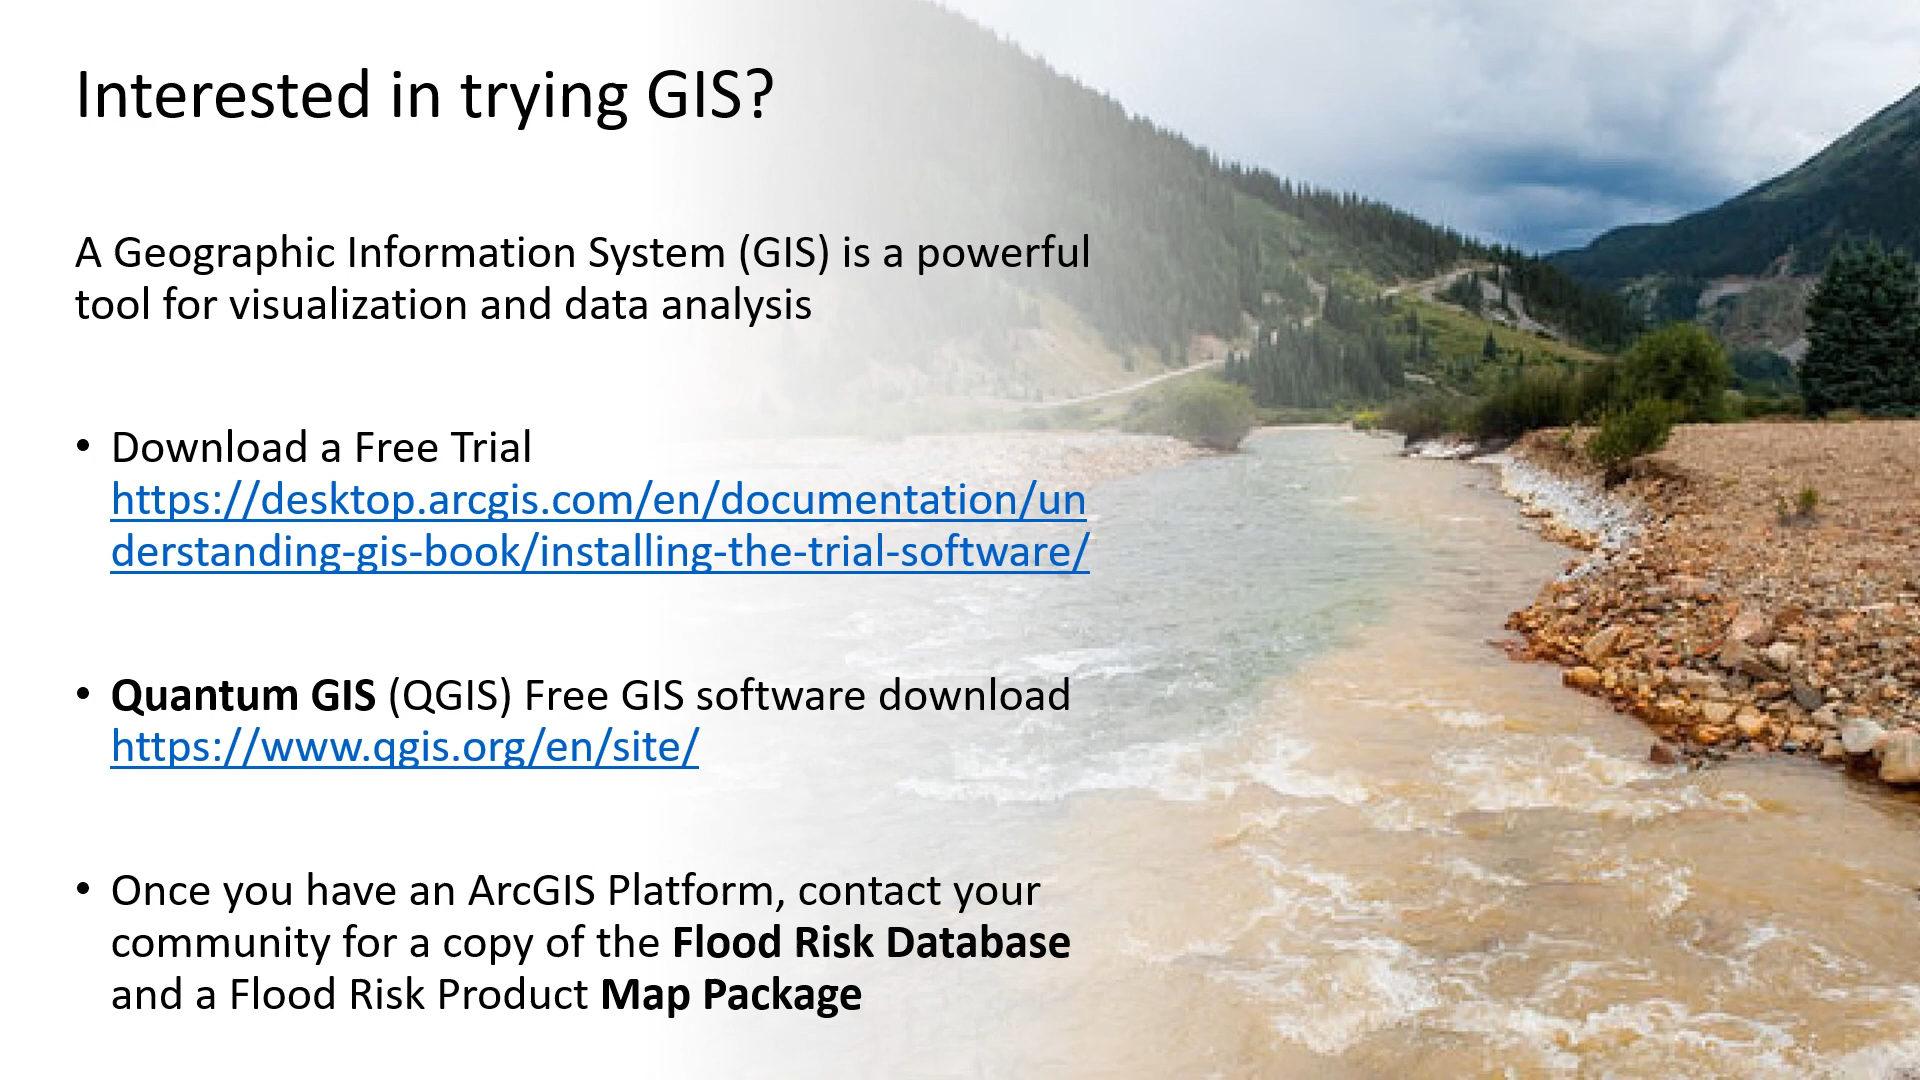 Interested in trying GIS?
A Geographic Information System (GIS) is a powerful
tool for visualization and data analysis
• Download a Free Trial
https://desktop.arcgis.com/en/documentation/un
derstanding-gis-book/installing-the-trial-software/
• Quantum GIS (QGIS) Free GIS software download
https://www.qgis.org/en/site/
• Once you have an ArcGIS Platform, contact your
community for a copy of the Flood Risk Database
and a Flood Risk Product Map Package